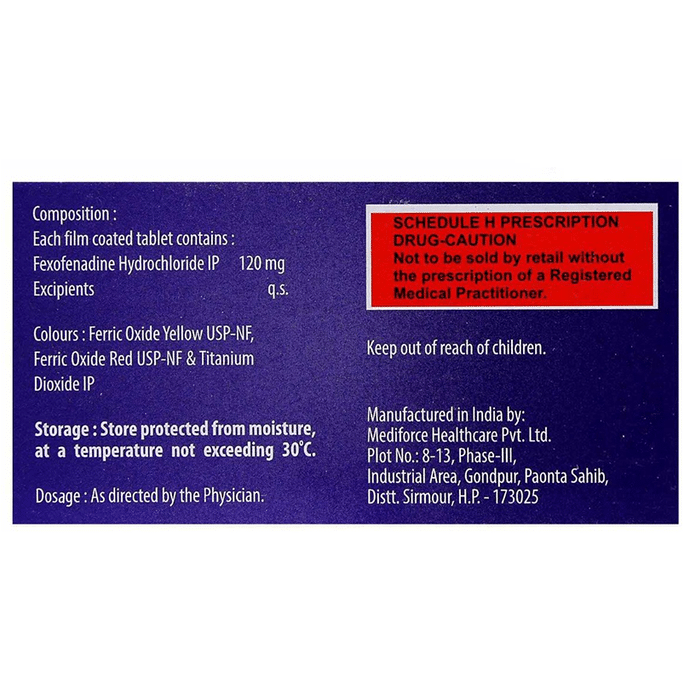 Composition :
Each film coated tablet contains :
Fexofenadine Hydrochloride IP 120 mg
Excipients q.s.
Colours : Ferric Oxide Yellow USP-NF,
Ferric Oxide Red USP-NF & Titanium
Dioxide IP
Storage : Store protected from moisture,
at a temperature not exceeding 30°C.
Dosage : As directed by the Physician.
SCHEDULE H PRESCRIPTION
DRUG-CAUTION
Not to be sold by retail without
the prescription of a Registered
Medical Practitioner.
Keep out of reach of children.
Manufactured in India by:
Mediforce Healthcare Pvt. Ltd.
Plot No.: 8-13, Phase-III,
Industrial Area, Gondpur, Paonta Sahib,
Distt. Sirmour, H.P. - 173025